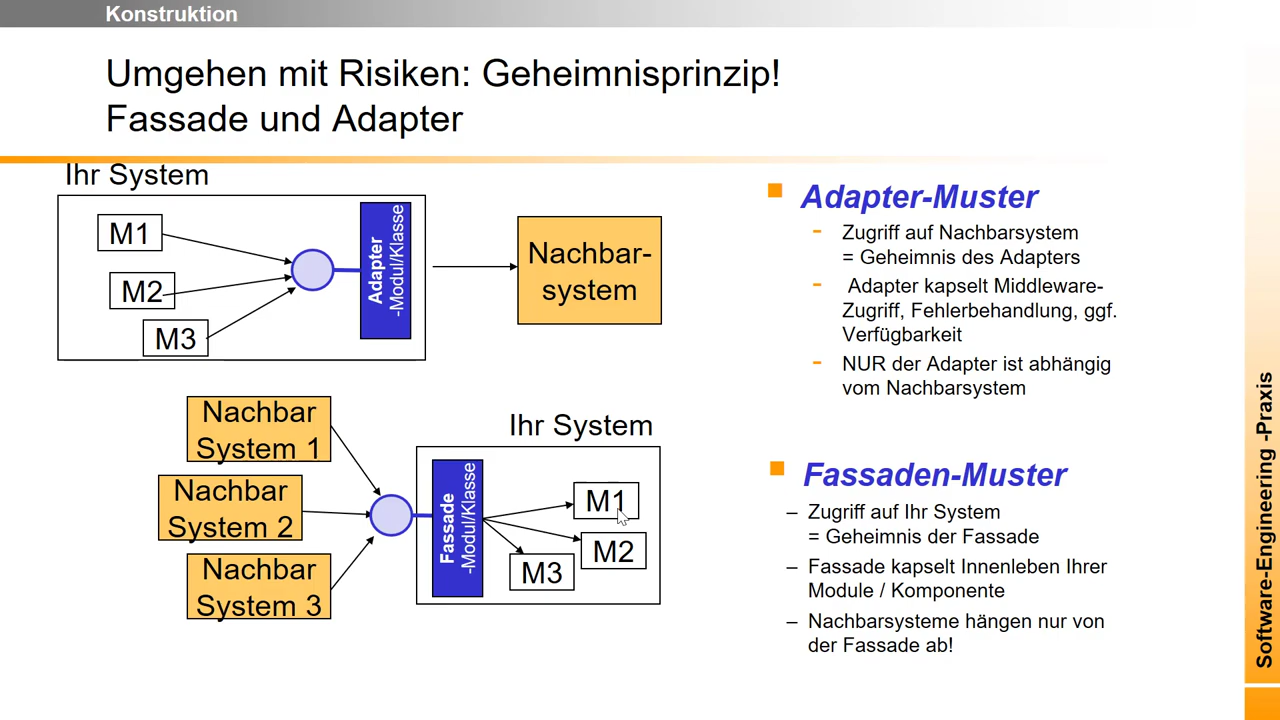 Konstruktion
Umgehen mit Risiken: Geheimnisprinzip!
Fassade und Adapter
Ihr System
M1
M2
M3
Adapter
-Modul/Klasse
Nachbar-
system
Nachbar
System 1
Nachbar
System 2
Nachbar
System 3
Ihr System
Fassade
-Modul/Klasse
M1
M2
M3
Adapter-Muster
- Zugriff auf Nachbarsystem
= Geheimnis des Adapters
- Adapter kapselt Middleware-
Zugriff, Fehlerbehandlung, ggf.
Verfügbarkeit
- NUR der Adapter ist abhängig
vom Nachbarsystem
Fassaden-Muster
– Zugriff auf Ihr System
= Geheimnis der Fassade
– Fassade kapselt Innenleben Ihrer
Module / Komponente
– Nachbarsysteme hängen nur von
der Fassade ab!
Software-Engineering -Praxis